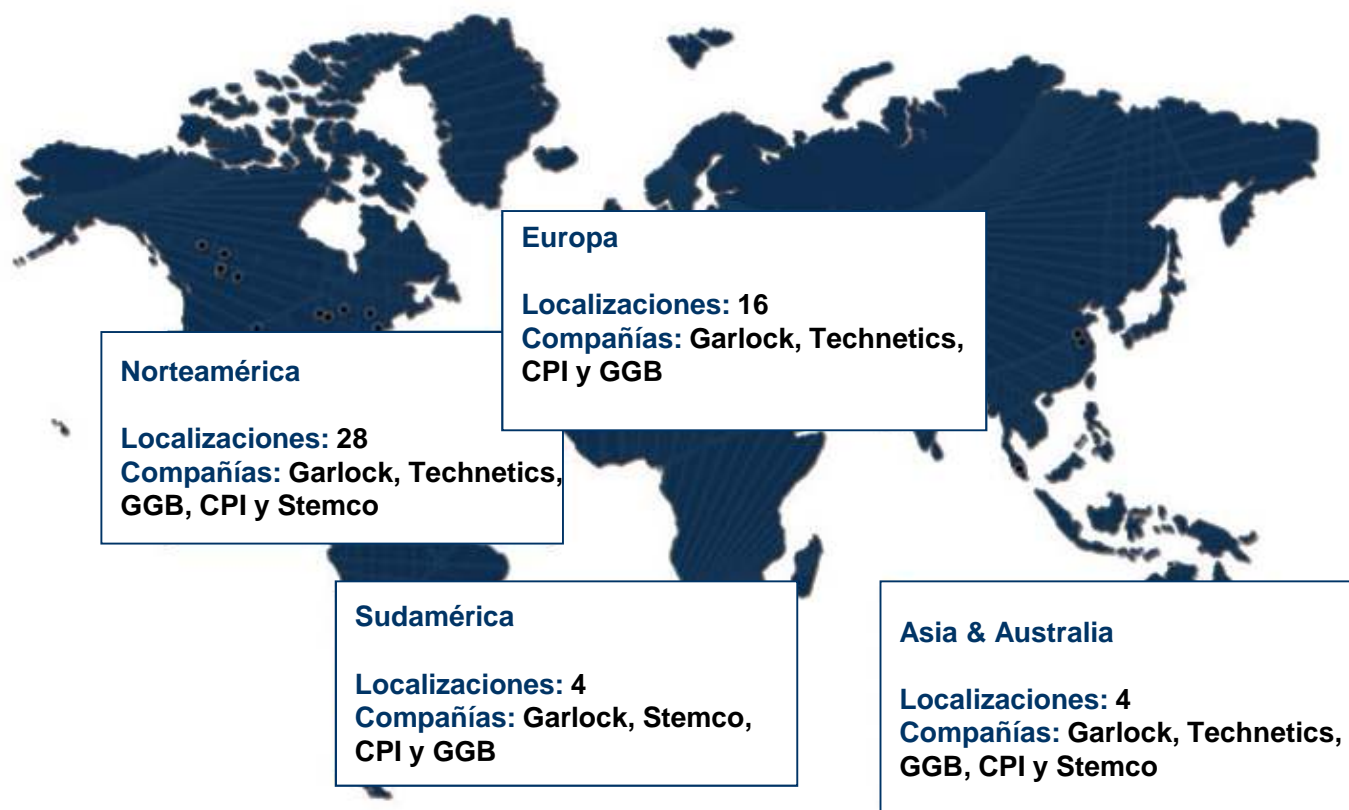 Europa
Localizaciones: 16
Compañías: Garlock, Technetics,
CPI y GGB
Norteamérica
Localizaciones: 28
Compañías: Garlock, Technetics,
GGB, CPI y Stemco
Sudamérica
Localizaciones: 4
Compañías: Garlock, Stemco,
CPI y GGB
Asia & Australia
Localizaciones: 4
Compañías: Garlock, Technetics,
GGB, CPI y Stemco